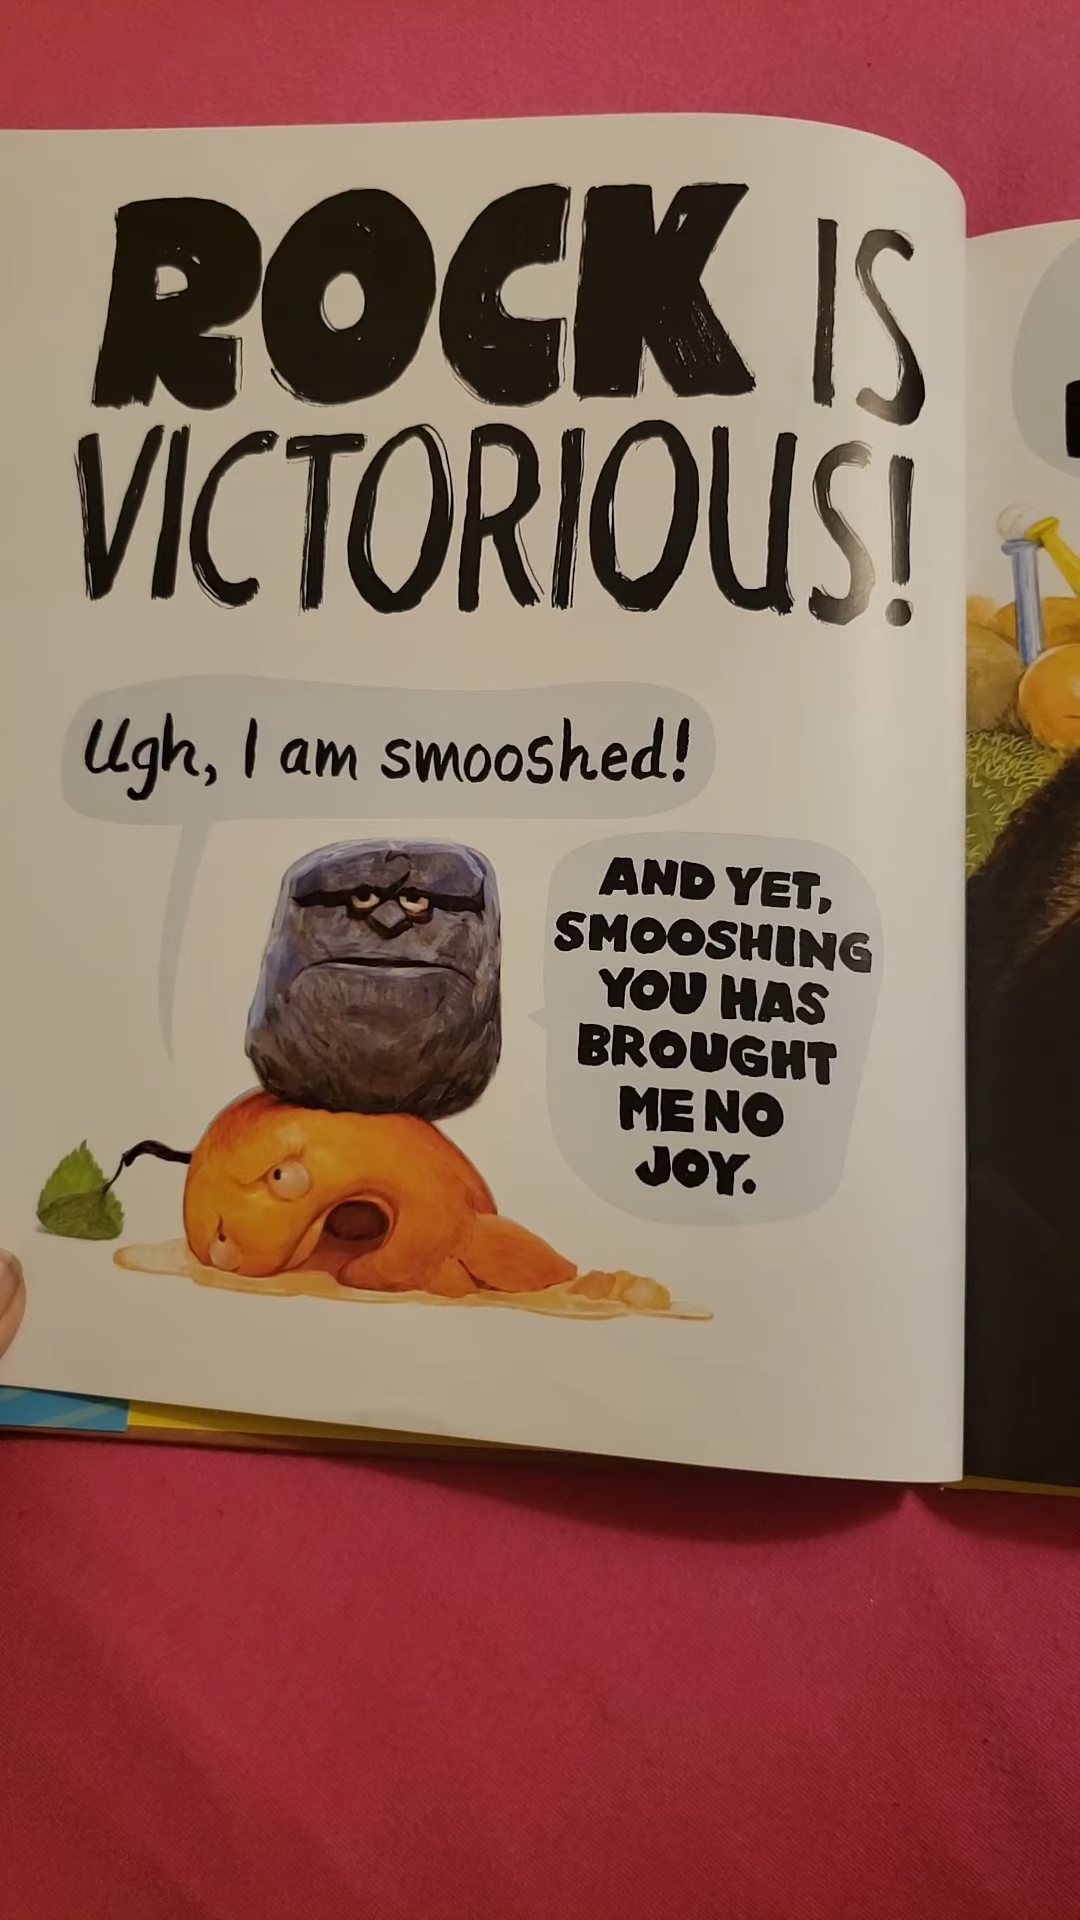 ROCK IS
VICTORIOUS!
Ugh, I am smooshed!
AND YET,
SMOOSHING
YOU HAS
BROUGHT
ME NO
JOY.